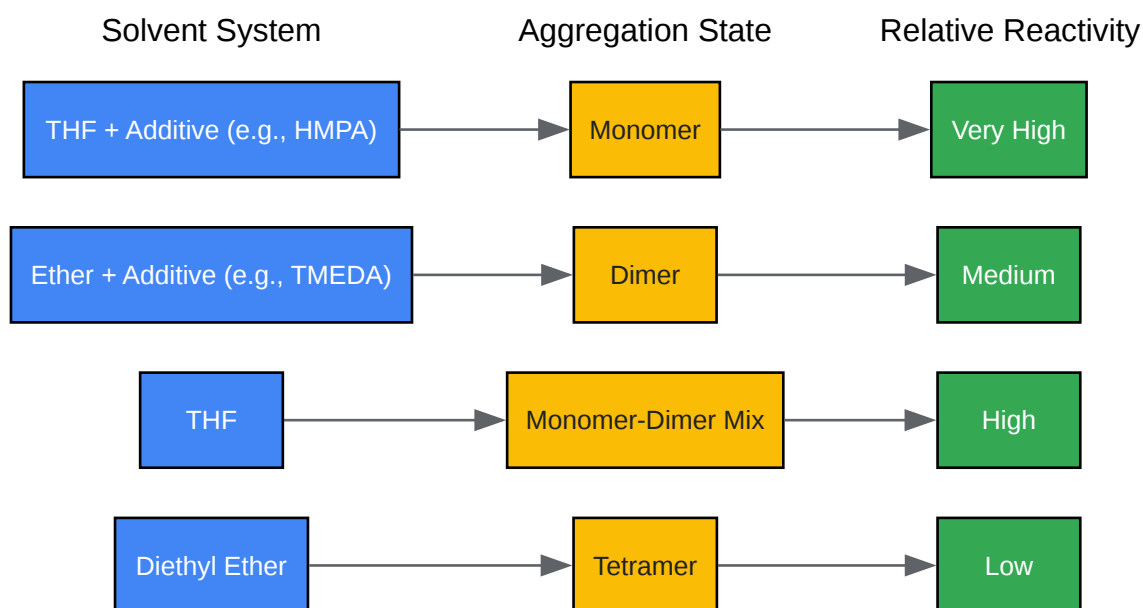 Solvent System Aggregation State Relative Reactivity
THF + Additive (e.g., HMPA) Monomer Very High
Ether + Additive (e.g., TMEDA) Dimer Medium
THF Monomer-Dimer Mix High
Diethyl Ether Tetramer Low